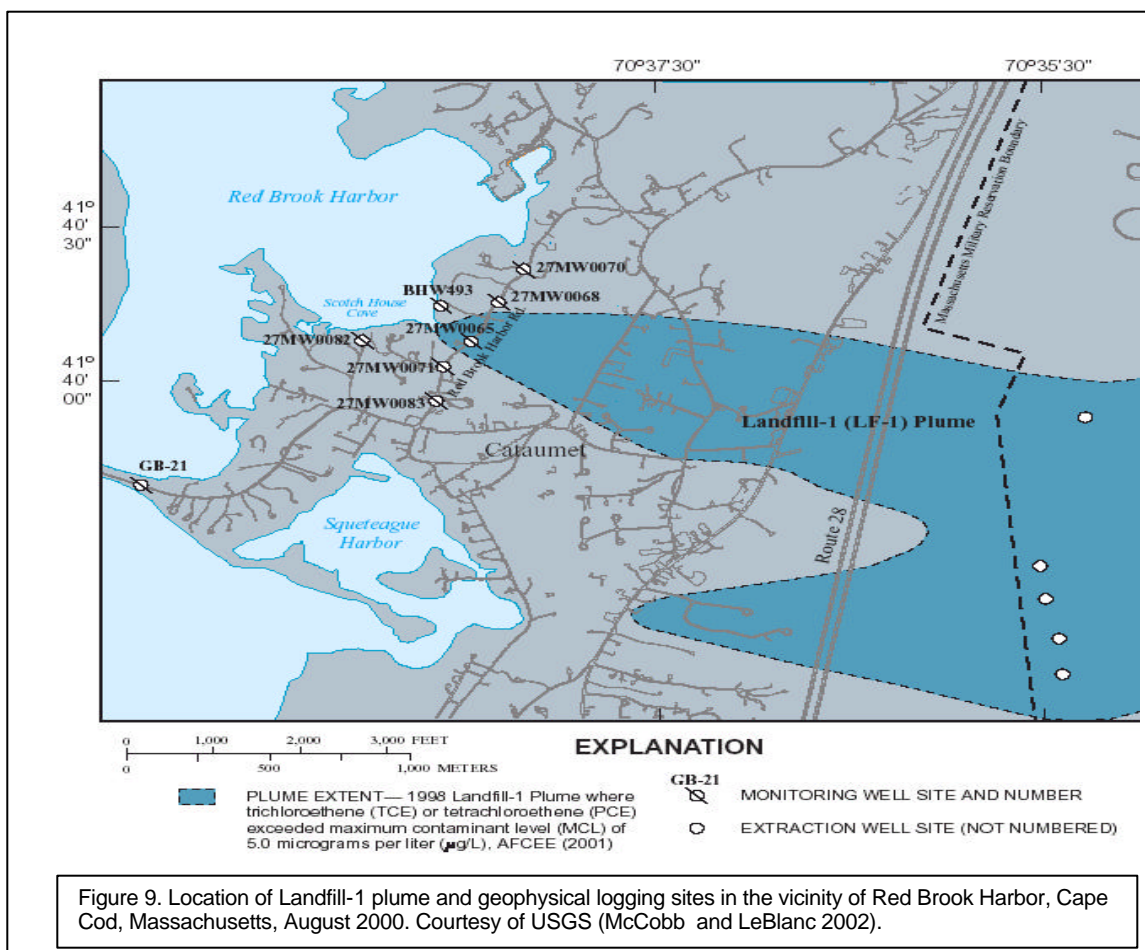 70º37'30"
70º35'30"
41º
40'
30"
Red Brook Harbor
Massachusetts Military Reservation Boundary
27MW0070
BHW493
27MW0068
Scotch House
Cove
27MW0065
Red Brook Harbor Rd.
27MW0082
41º
40'
00"
27MW0071
27MW0083
Landfill-1 (LF-1) Plume
Cataumet
GB-21
Squeteague
Harbor
Route 28
0 1,000 2,000 3,000 FEET
0 500 1,000 METERS
EXPLANATION
PLUME EXTENT— 1998 Landfill-1 Plume where
trichloroethene (TCE) or tetrachloroethene (PCE)
exceeded maximum contaminant level (MCL) of
5.0 micrograms per liter (µg/L), AFCEE (2001)
GB-21
MONITORING WELL SITE AND NUMBER
EXTRACTION WELL SITE (NOT NUMBERED)
Figure 9. Location of Landfill-1 plume and geophysical logging sites in the vicinity of Red Brook Harbor, Cape
Cod, Massachusetts, August 2000. Courtesy of USGS (McCobb and LeBlanc 2002).